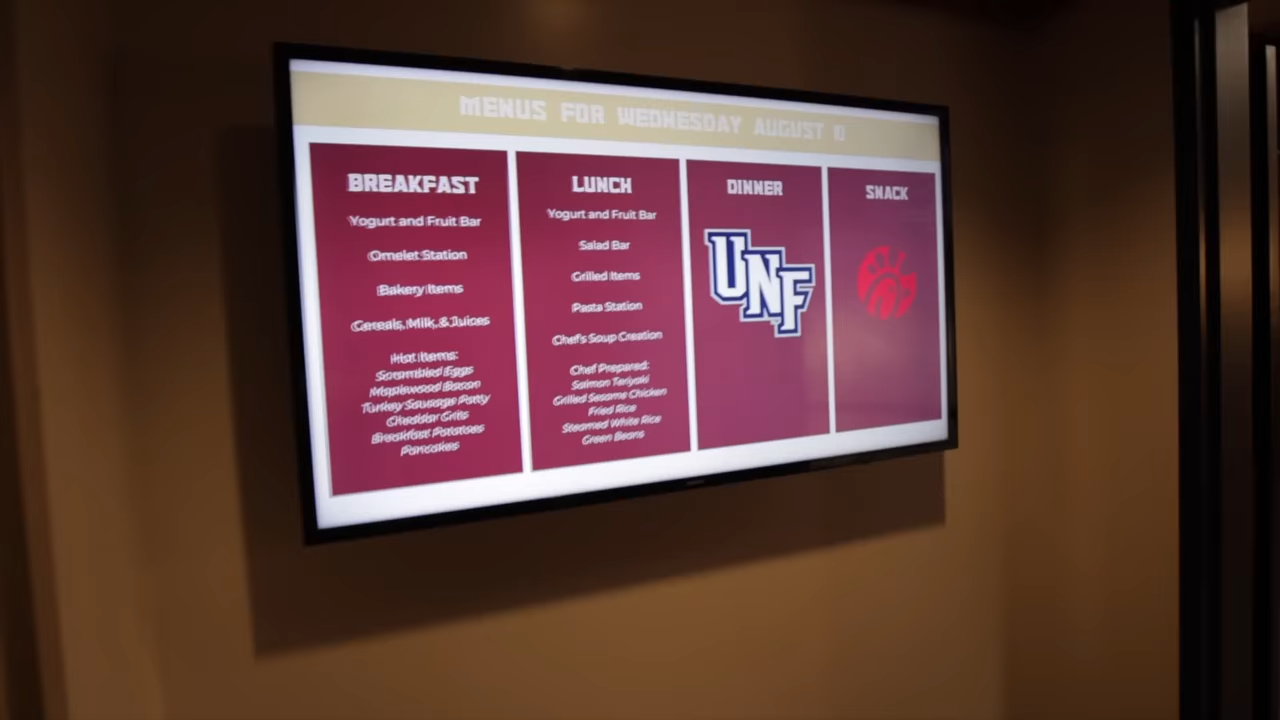 MENUS FOR WEDNESDAY AUGUST
BREAKFAST
Yogurt and Fruit Bar
Omelet Station
Bakery Items
Cereals, Milk, & Juices
Hot Items:
Scrambled Eggs
Maplewood Bacon
Turkey Sausage Patty
Cheddar Grits
Breakfast Potatoes
Pancakes
LUNCH
Yogurt and Fruit Bar
Salad Bar
Grilled Items
Pasta Station
Chef's Soup Creation
Chef Prepared:
Salmon Teriyaki
Grilled Sesame Chicken
Fried Rice
Steamed White Rice
Green Beans
DINNER
UNF
SNACK